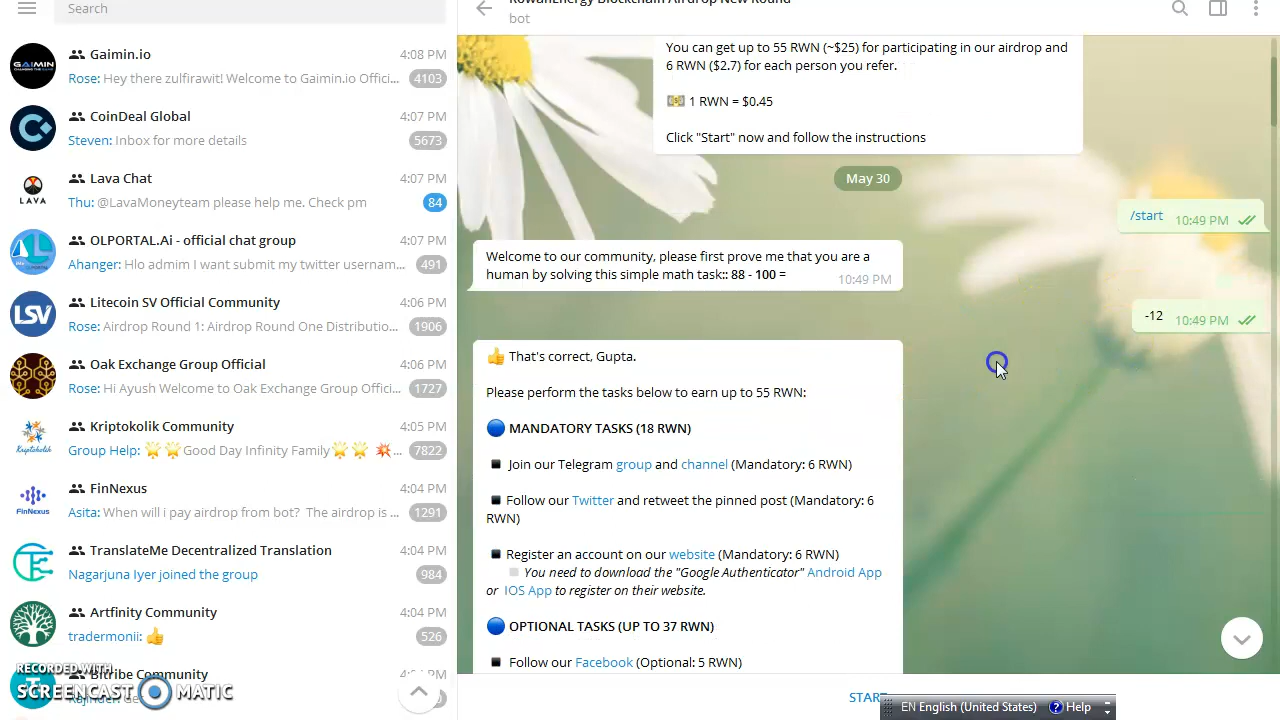 Search
Gaimin.io 4:08 PM
Rose: Hey there zulfirawit! Welcome to Gaimin.io Offici... 4103
CoinDeal Global 4:07 PM
Steven: Inbox for more details 5673
Lava Chat 4:07 PM
Thu: @LavaMoneyteam please help me. Check pm 84
OLPORTAL.Ai - official chat group 4:07 PM
Ahanger: Hlo admim I want submit my twitter usernam... 491
Litecoin SV Official Community 4:06 PM
Rose: Airdrop Round 1: Airdrop Round One Distributio... 1906
Oak Exchange Group Official 4:06 PM
Rose: Hi Ayush Welcome to Oak Exchange Group Offici... 1727
Kriptokolik Community 4:05 PM
Group Help: 🌟🌟Good Day Infinity Family🌟🌟 💥... 7822
FinNexus 4:04 PM
Asita: When will i pay airdrop from bot? The airdrop is ... 1291
TranslateMe Decentralized Translation 4:04 PM
Nagarjuna Iyer joined the group 984
Artfinity Community 4:04 PM
tradermonii: 👍 526
Bitribe Community
GAIMIN
LAVA
LSV
Kriptokolik
FinNexus
RECORDED WITH
SCREENCAST MATIC
RowanEnergy Blockchain Airdrop New Round
bot
You can get up to 55 RWN (~$25) for participating in our airdrop and
6 RWN ($2.7) for each person you refer.
💵 1 RWN = $0.45
Click "Start" now and follow the instructions
May 30
/start 10:49 PM
Welcome to our community, please first prove me that you are a
human by solving this simple math task:: 88 - 100 = 10:49 PM
-12 10:49 PM
👍 That's correct, Gupta.
Please perform the tasks below to earn up to 55 RWN:
🔵 MANDATORY TASKS (18 RWN)
▪️ Join our Telegram group and channel (Mandatory: 6 RWN)
▪️ Follow our Twitter and retweet the pinned post (Mandatory: 6
RWN)
▪️ Register an account on our website (Mandatory: 6 RWN)
▫️ You need to download the "Google Authenticator" Android App
or IOS App to register on their website.
🔵 OPTIONAL TASKS (UP TO 37 RWN)
▪️ Follow our Facebook (Optional: 5 RWN)
START
EN English (United States) Help